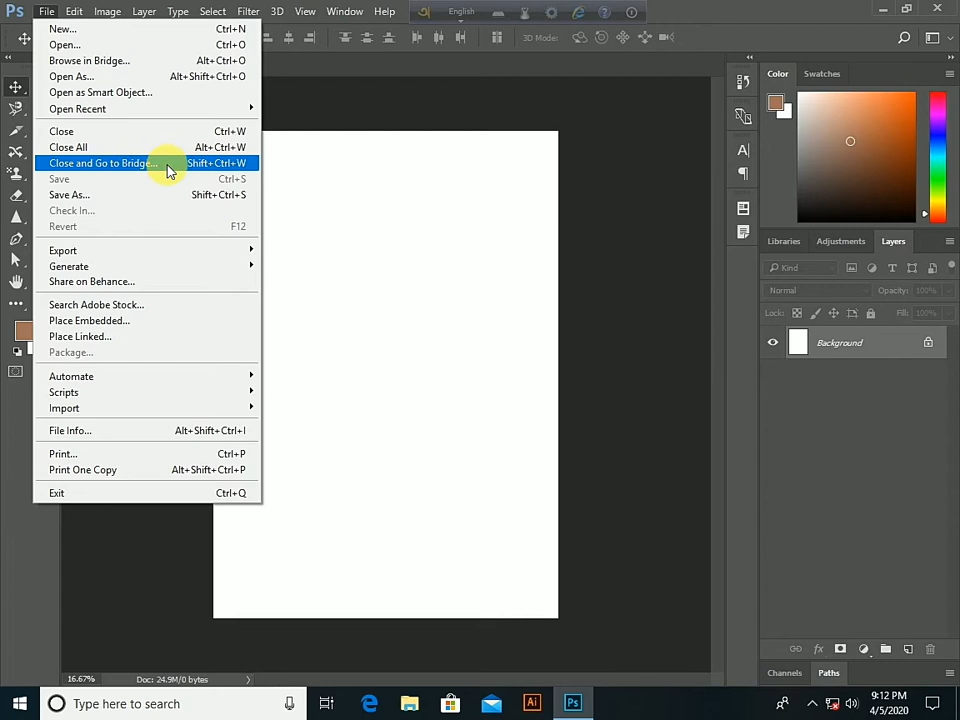 Ps File Edit Image Layer Type Select Filter 3D View Window Help English
3D Mode:
New... Ctrl+N
Open... Ctrl+O
Browse in Bridge... Alt+Ctrl+O
Open As... Alt+Shift+Ctrl+O
Open as Smart Object...
Open Recent
Close Ctrl+W
Close All Alt+Ctrl+W
Close and Go to Bridge... Shift+Ctrl+W
Save Ctrl+S
Save As... Shift+Ctrl+S
Check In...
Revert F12
Export
Generate
Share on Behance...
Search Adobe Stock...
Place Embedded...
Place Linked...
Package...
Automate
Scripts
Import
File Info... Alt+Shift+Ctrl+I
Print... Ctrl+P
Print One Copy Alt+Shift+Ctrl+P
Exit Ctrl+Q
Color Swatches
Libraries Adjustments Layers
Kind
Normal Opacity: 100%
Lock: Fill: 100%
Background
fx
Channels Paths
16.67% Doc: 24.9M/0 bytes
Type here to search
Ai Ps
9:12 PM
4/5/2020